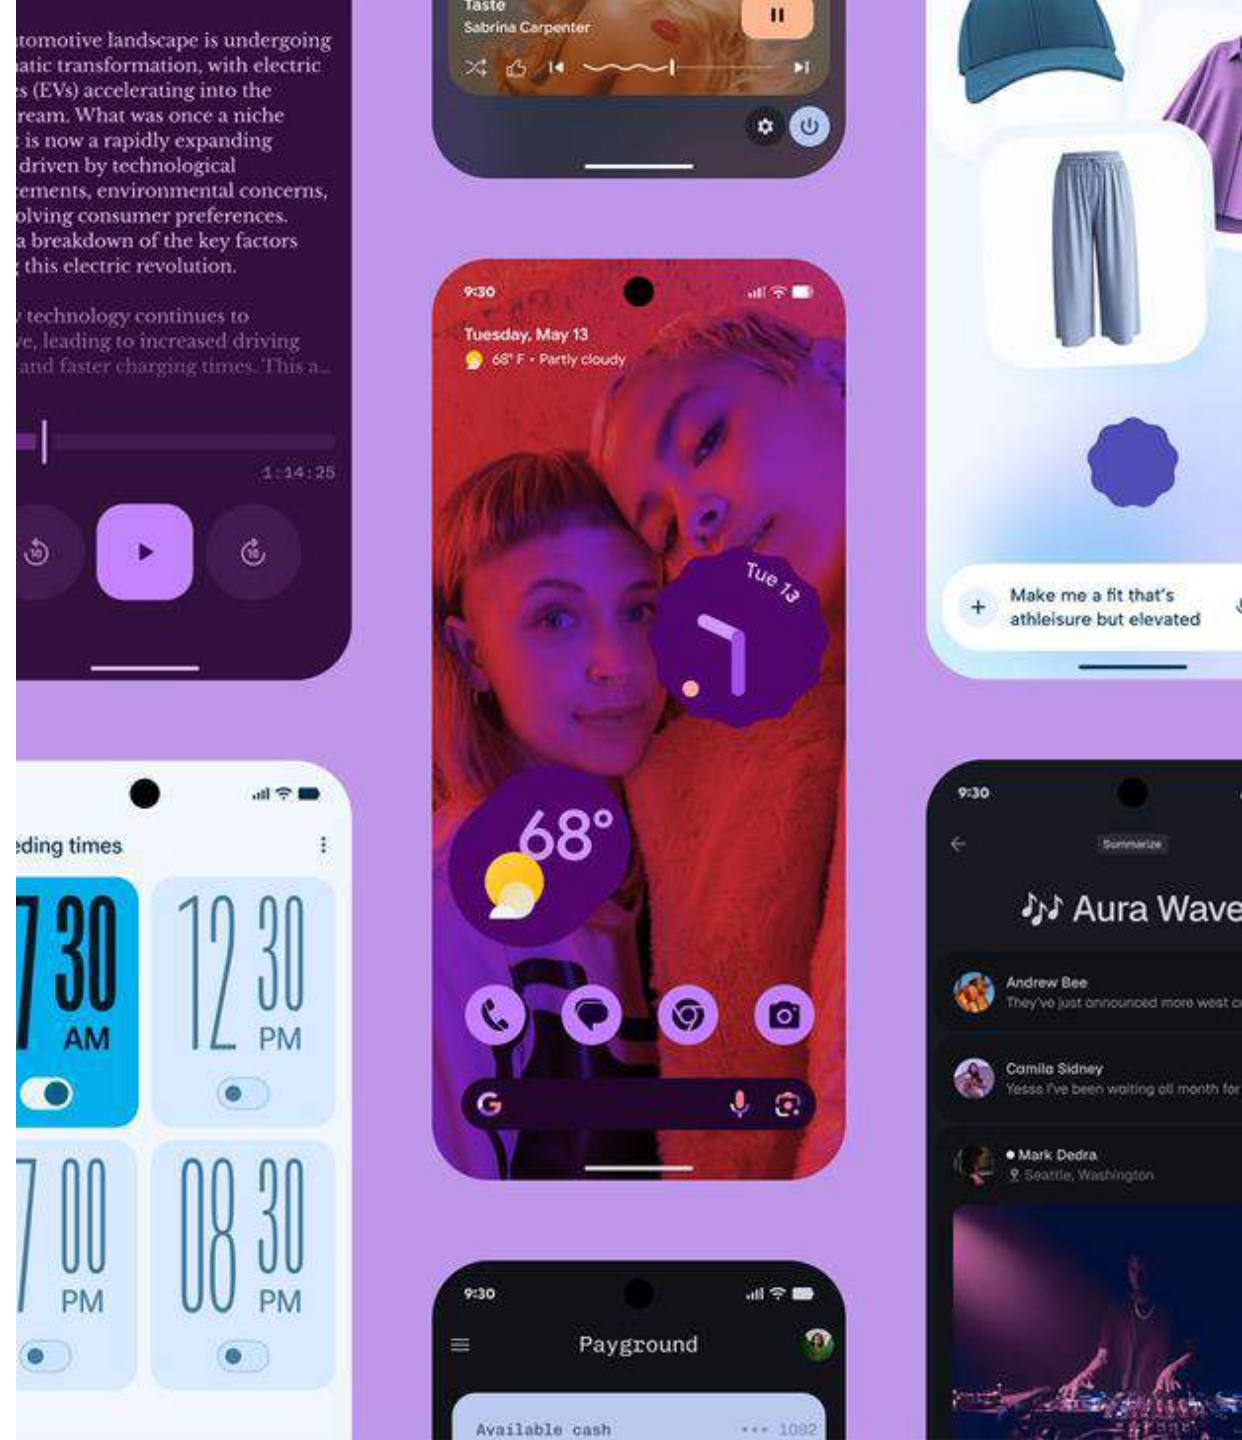 tomotive landscape is undergoing
atic transformation, with electric
s (EVs) accelerating into the
ream. What was once a niche
is now a rapidly expanding
driven by technological
cements, environmental concerns,
olving consumer preferences.
a breakdown of the key factors
this electric revolution.
technology continues to
ve, leading to increased driving
and faster charging times. This a...
1:14:25
10
10
eding times
7 30
AM
12 30
PM
7 00
PM
08 30
PM
Taste
Sabrina Carpenter
9:30
Tuesday, May 13
68° F • Partly cloudy
Tue 13
68°
G
9:30
Payground
Available cash
••• 1082
Make me a fit that's
athleisure but elevated
9:30
Summarize
Aura Wave
Andrew Bee
They've just announced more west c
Camila Sidney
Yesss I've been waiting all month for
Mark Dedra
Seattle, Washington